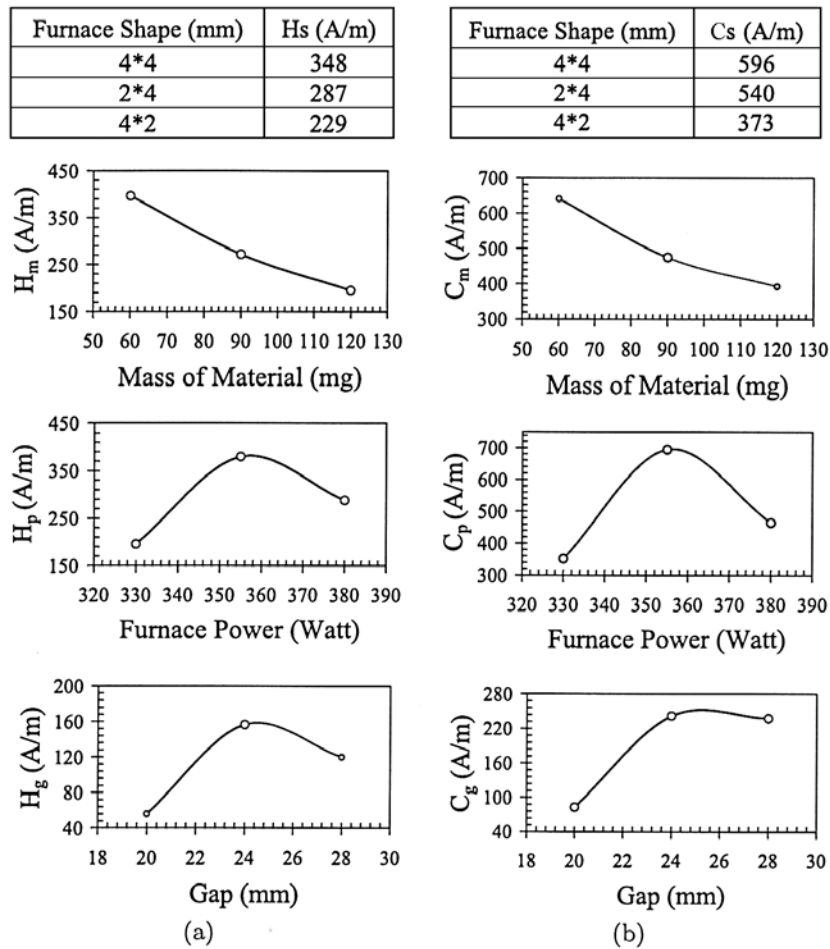 Furnace Shape (mm) Hs (A/m)
4*4 348
2*4 287
4*2 229
Furnace Shape (mm) Cs (A/m)
4*4 596
2*4 540
4*2 373
450
350
250
150
H_m (A/m)
50 60 70 80 90 100 110 120 130
Mass of Material (mg)
700
600
500
400
300
C_m (A/m)
50 60 70 80 90 100 110 120 130
Mass of Material (mg)
450
350
250
150
H_p (A/m)
320 330 340 350 360 370 380 390
Furnace Power (Watt)
700
600
500
400
300
C_p (A/m)
320 330 340 350 360 370 380 390
Furnace Power (Watt)
200
160
120
80
40
H_g (A/m)
18 20 22 24 26 28 30
Gap (mm)
(a)
280
220
160
100
40
C_g (A/m)
18 20 22 24 26 28 30
Gap (mm)
(b)